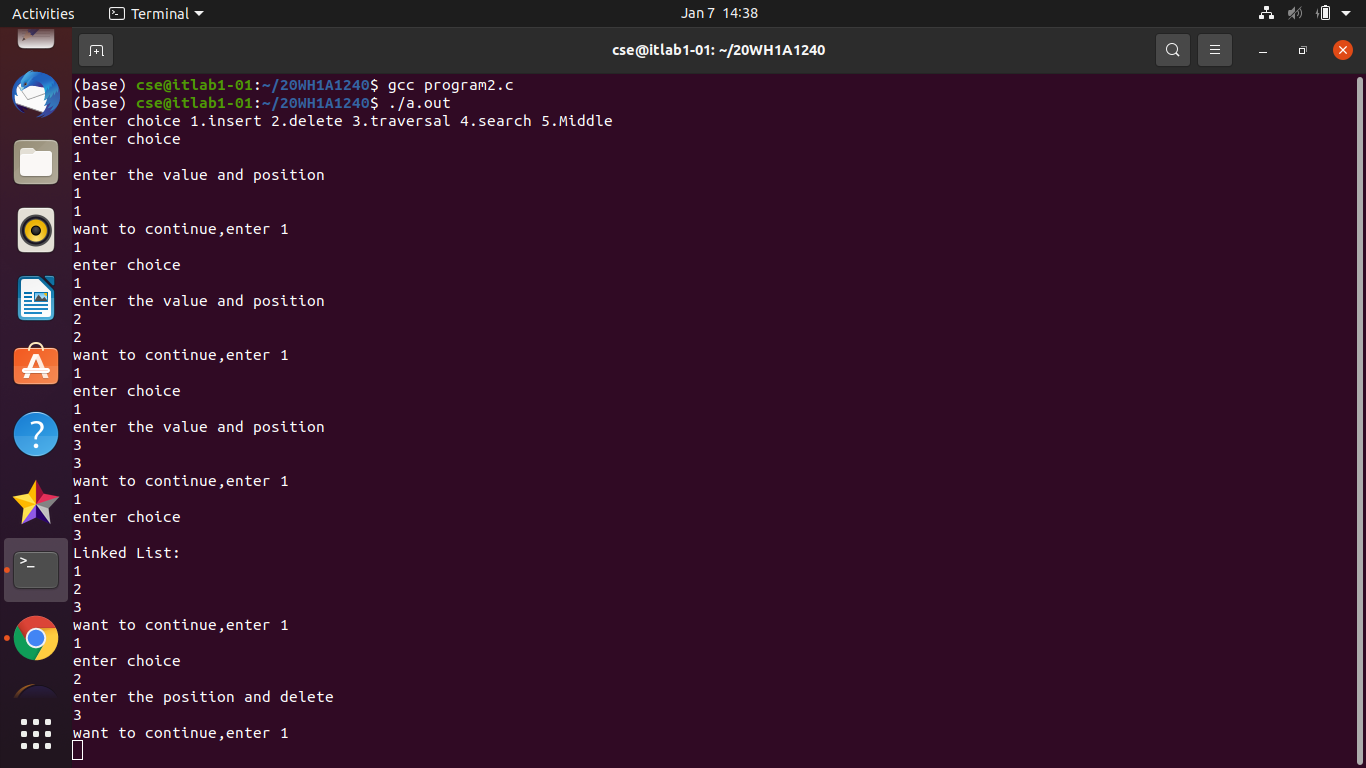 Activities Terminal Jan 7 14:38
cse@itlab1-01: ~/20WH1A1240
(base) cse@itlab1-01:~/20WH1A1240$ gcc program2.c
(base) cse@itlab1-01:~/20WH1A1240$ ./a.out
enter choice 1.insert 2.delete 3.traversal 4.search 5.Middle
enter choice
1
enter the value and position
1
1
want to continue,enter 1
1
enter choice
1
enter the value and position
2
2
want to continue,enter 1
1
enter choice
1
enter the value and position
3
3
want to continue,enter 1
1
enter choice
3
Linked List:
1
2
3
want to continue,enter 1
1
enter choice
2
enter the position and delete
3
want to continue,enter 1